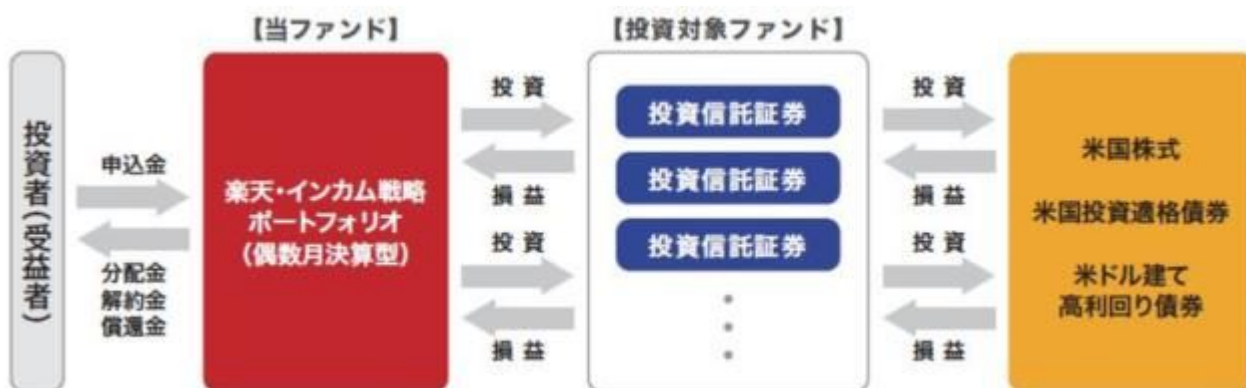 【当ファンド】
【投資対象ファンド】
投資者(受益者)
申込金
分配金
解約金
償還金
楽天・インカム戦略
ポートフォリオ
(偶数月決算型)
投資
損益
投資
損益
投資信託証券
投資信託証券
投資信託証券
投資
損益
投資
損益
米国株式
米国投資適格債券
米ドル建て
高利回り債券